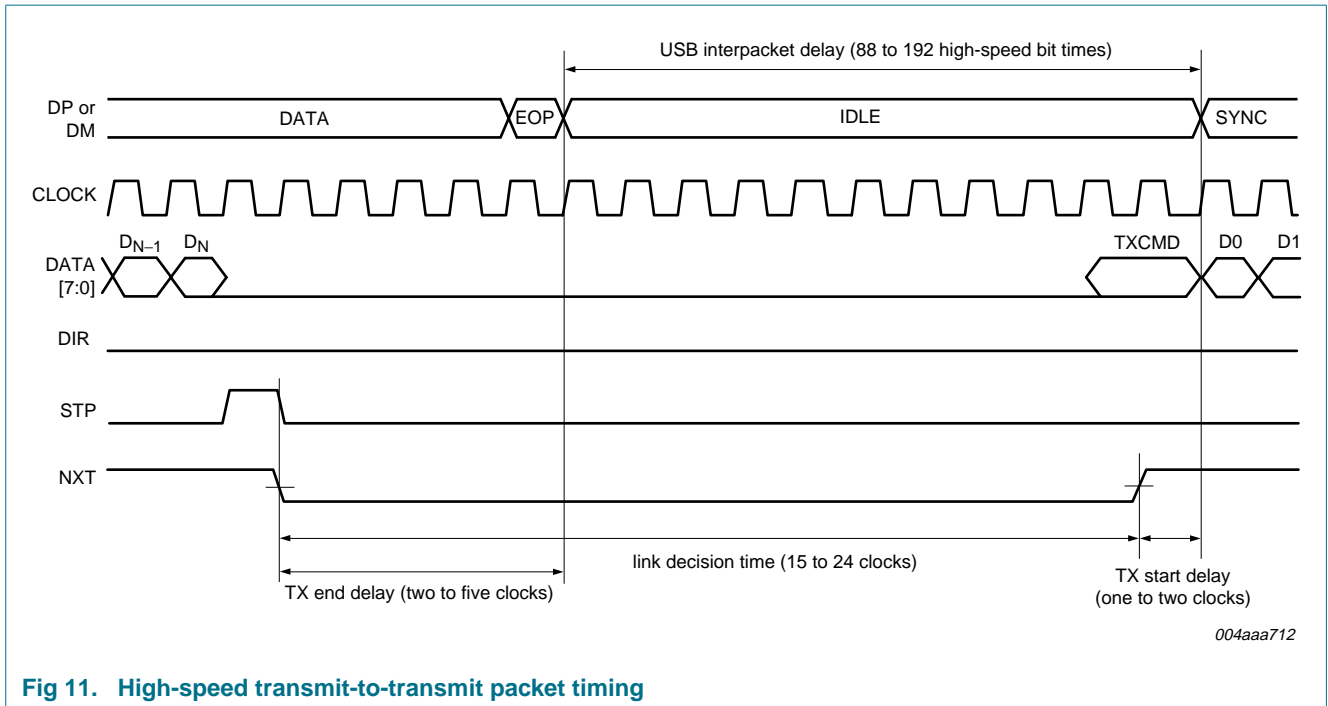 USB interpacket delay (88 to 192 high-speed bit times)
DP or
DM
DATA
EOP
IDLE
SYNC
CLOCK
DATA
[7:0]
DN–1
DN
TXCMD
D0
D1
DIR
STP
NXT
link decision time (15 to 24 clocks)
TX end delay (two to five clocks)
TX start delay
(one to two clocks)
004aaa712
Fig 11. High-speed transmit-to-transmit packet timing